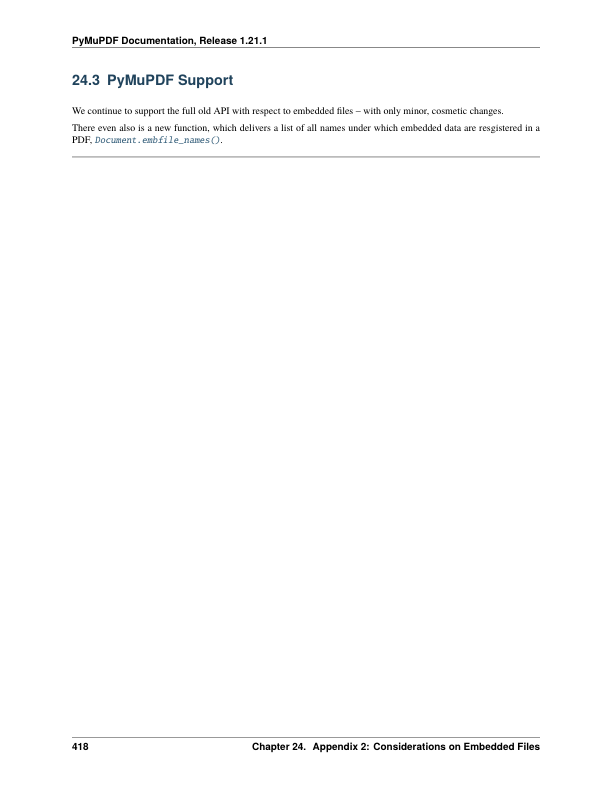 PyMuPDF Documentation, Release 1.21.1
24.3 PyMuPDF Support
We continue to support the full old API with respect to embedded files – with only minor, cosmetic changes.
There even also is a new function, which delivers a list of all names under which embedded data are resgistered in a
PDF, Document.embfile_names().
418 Chapter 24. Appendix 2: Considerations on Embedded Files